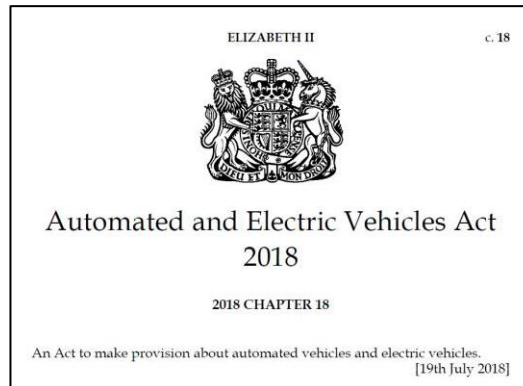 ELIZABETH II c. 18
DIEU ET MON DROIT
Automated and Electric Vehicles Act
2018
2018 CHAPTER 18
An Act to make provision about automated vehicles and electric vehicles.
[19th July 2018]